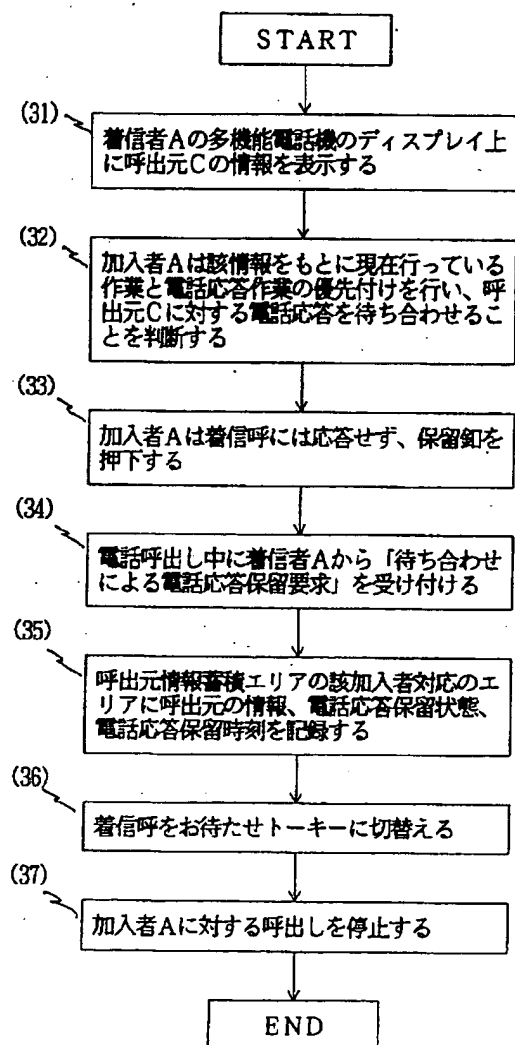 START
(31)
着信者Aの多機能電話機のディスプレイ上
に呼出元Cの情報を表示する
(32)
加入者Aは該情報をもとに現在行っている
作業と電話応答作業の優先付けを行い、呼
出元Cに対する電話応答を待ち合わせるこ
とを判断する
(33)
加入者Aは着信呼には応答せず、保留釦を
押下する
(34)
電話呼出し中に着信者Aから「待ち合わせ
による電話応答保留要求」を受け付ける
(35)
呼出元情報蓄積エリアの該加入者対応のエ
リアに呼出元の情報、電話応答保留状態、
電話応答保留時刻を記録する
(36)
着信呼をお待たせトーキーに切替える
(37)
加入者Aに対する呼出しを停止する
END